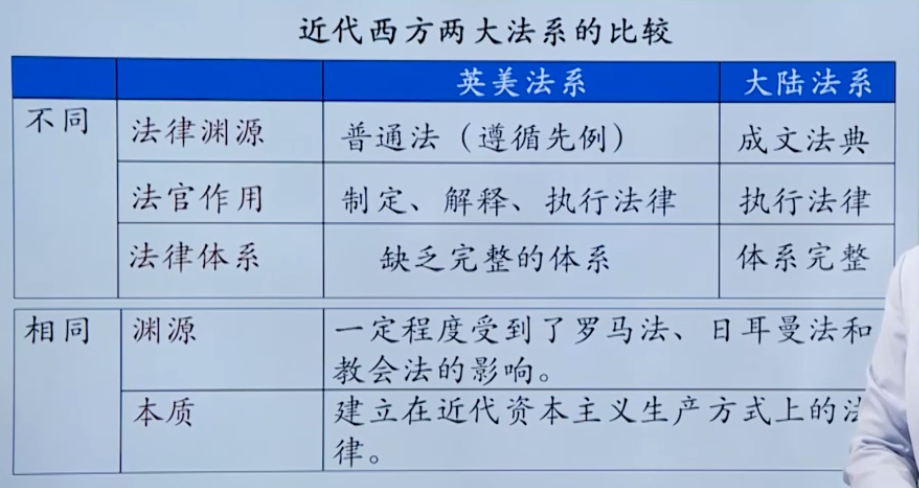 近代西方两大法系的比较
英美法系 大陆法系
不同 法律渊源 普通法（遵循先例） 成文法典
法官作用 制定、解释、执行法律 执行法律
法律体系 缺乏完整的体系 体系完整
相同 渊源 一定程度受到了罗马法、日耳曼法和
教会法的影响。
本质 建立在近代资本主义生产方式上的法
律。